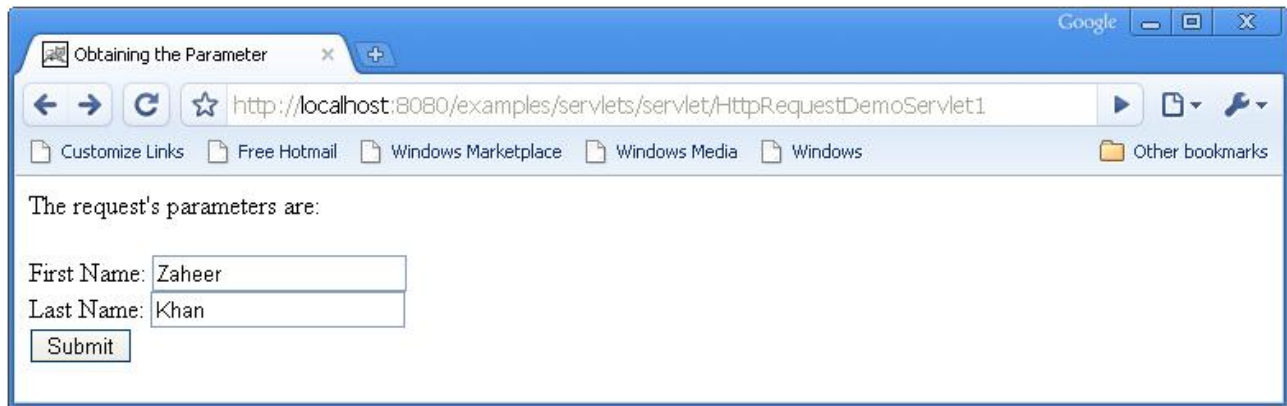 Google
Obtaining the Parameter
http://localhost:8080/examples/servlets/servlet/HttpRequestDemoServlet1
Customize Links Free Hotmail Windows Marketplace Windows Media Windows Other bookmarks
The request's parameters are:
First Name: Zaheer
Last Name: Khan
Submit